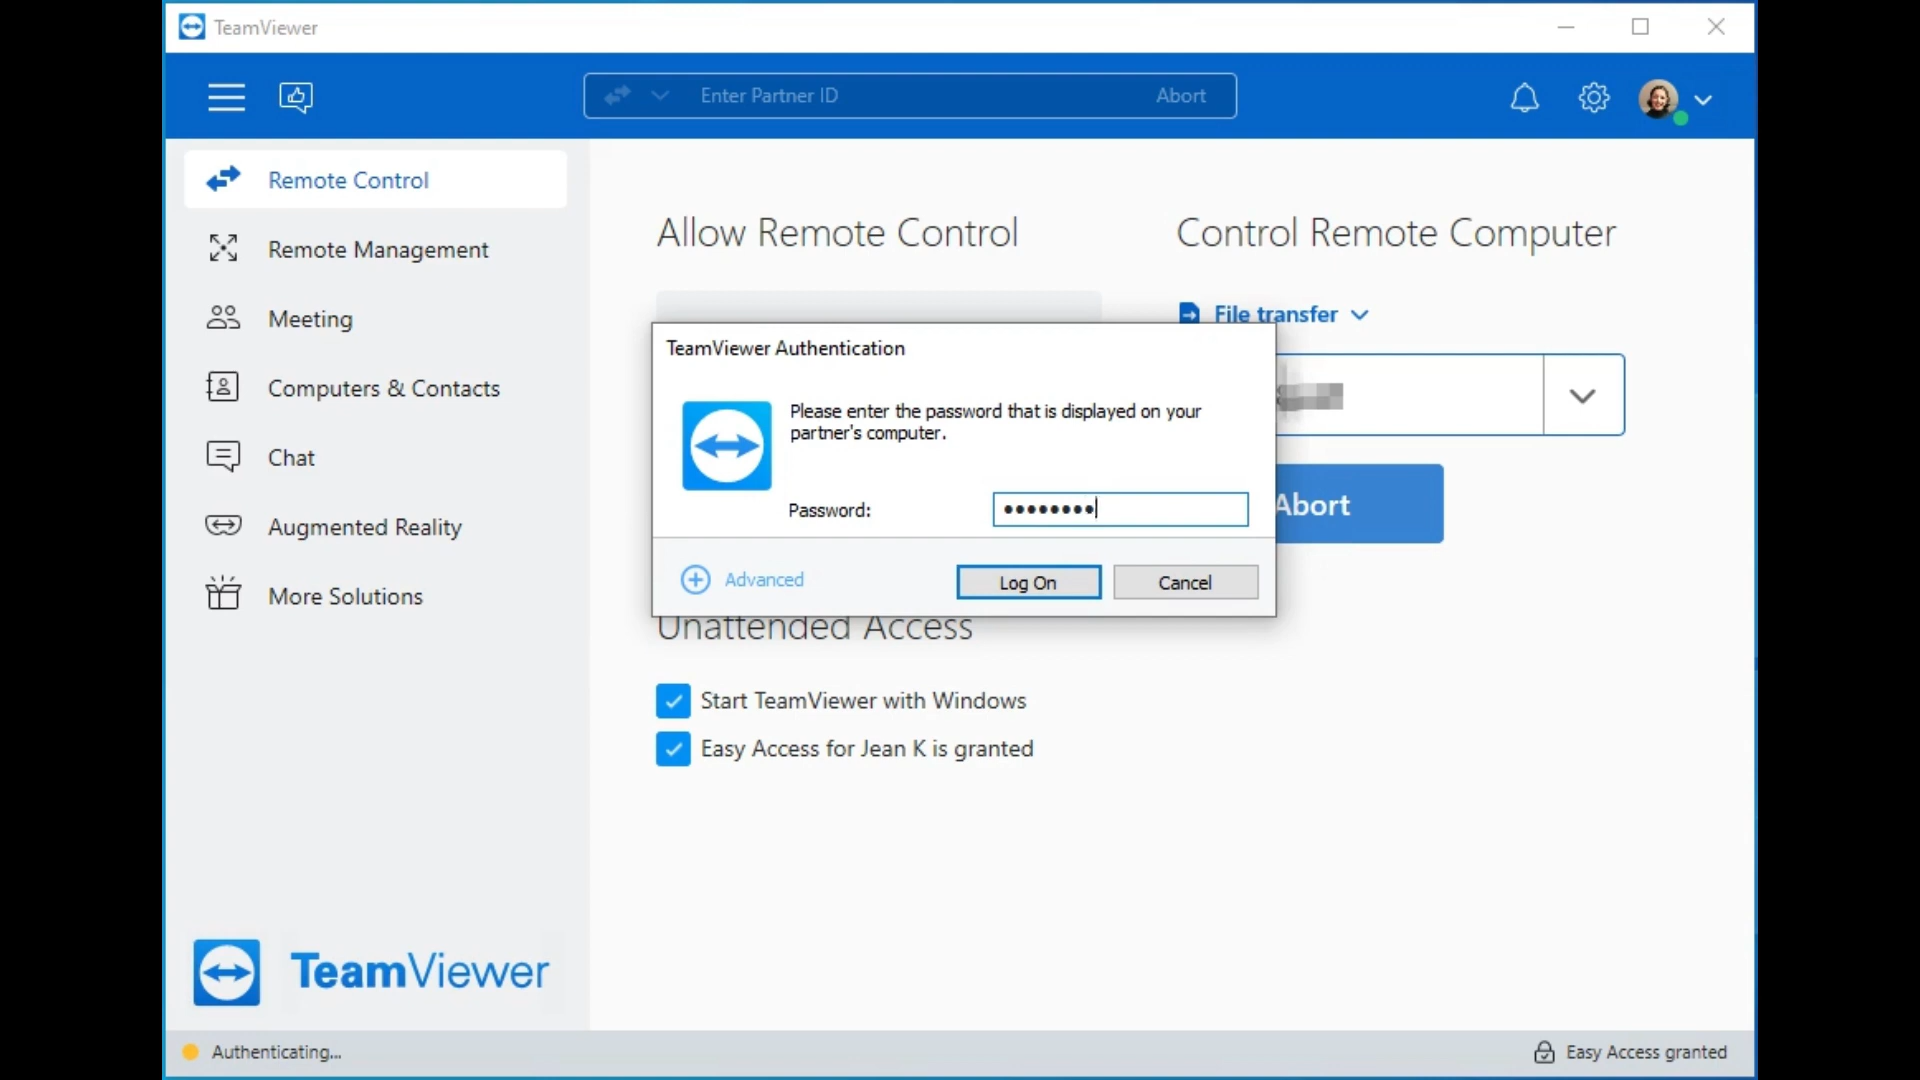 TeamViewer
Enter Partner ID
Abort
Remote Control
Remote Management
Meeting
Computers & Contacts
Chat
Augmented Reality
More Solutions
Allow Remote Control
Control Remote Computer
File transfer
TeamViewer Authentication
Please enter the password that is displayed on your
partner's computer.
Password:
Advanced
Log On
Cancel
Abort
Unattended Access
Start TeamViewer with Windows
Easy Access for Jean K is granted
TeamViewer
Authenticating...
Easy Access granted